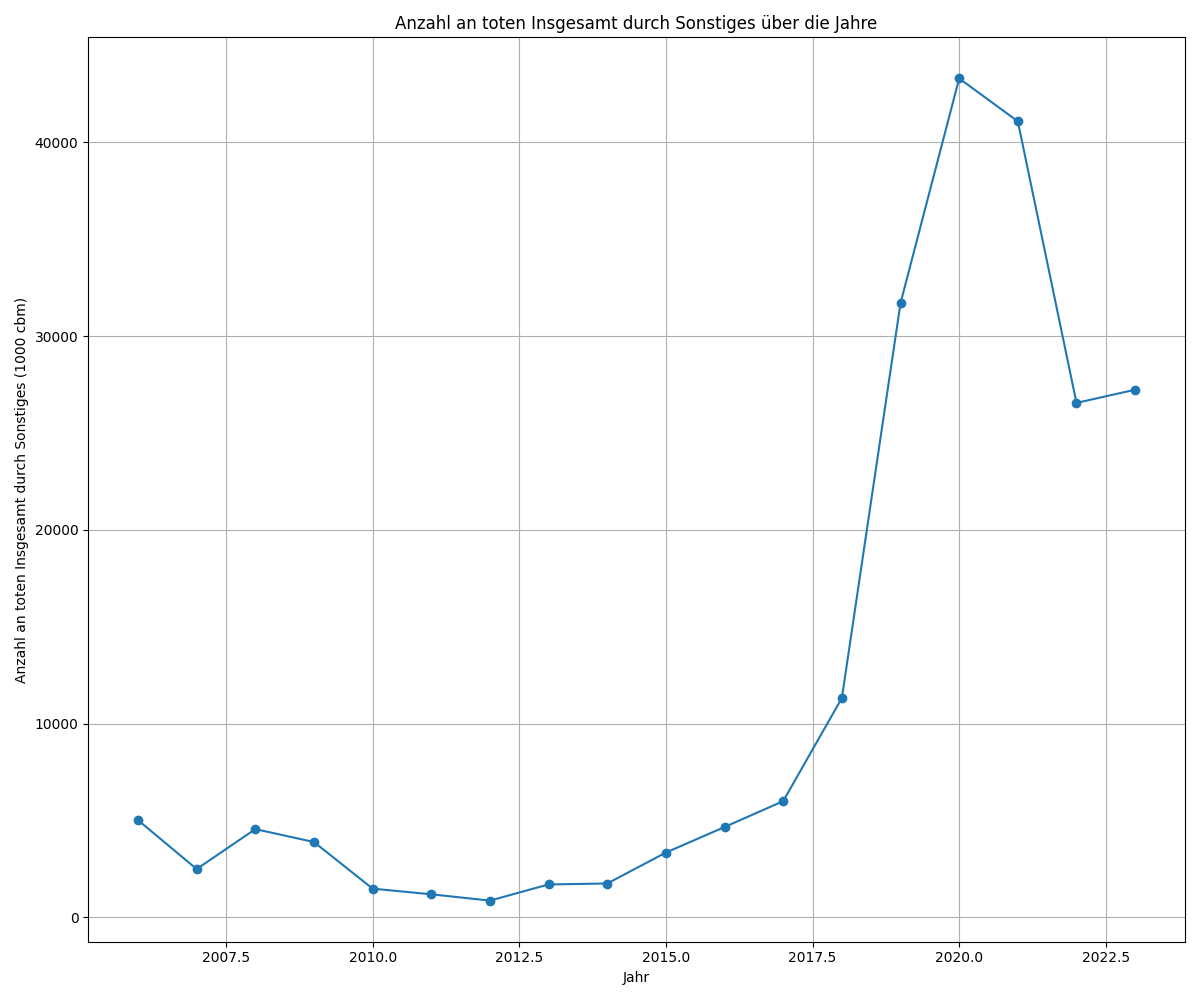 Anzahl an toten Insgesamt durch Sonstiges über die Jahre
Anzahl an toten Insgesamt durch Sonstiges (1000 cbm)
40000
30000
20000
10000
0
2007.5 2010.0 2012.5 2015.0 2017.5 2020.0 2022.5
Jahr